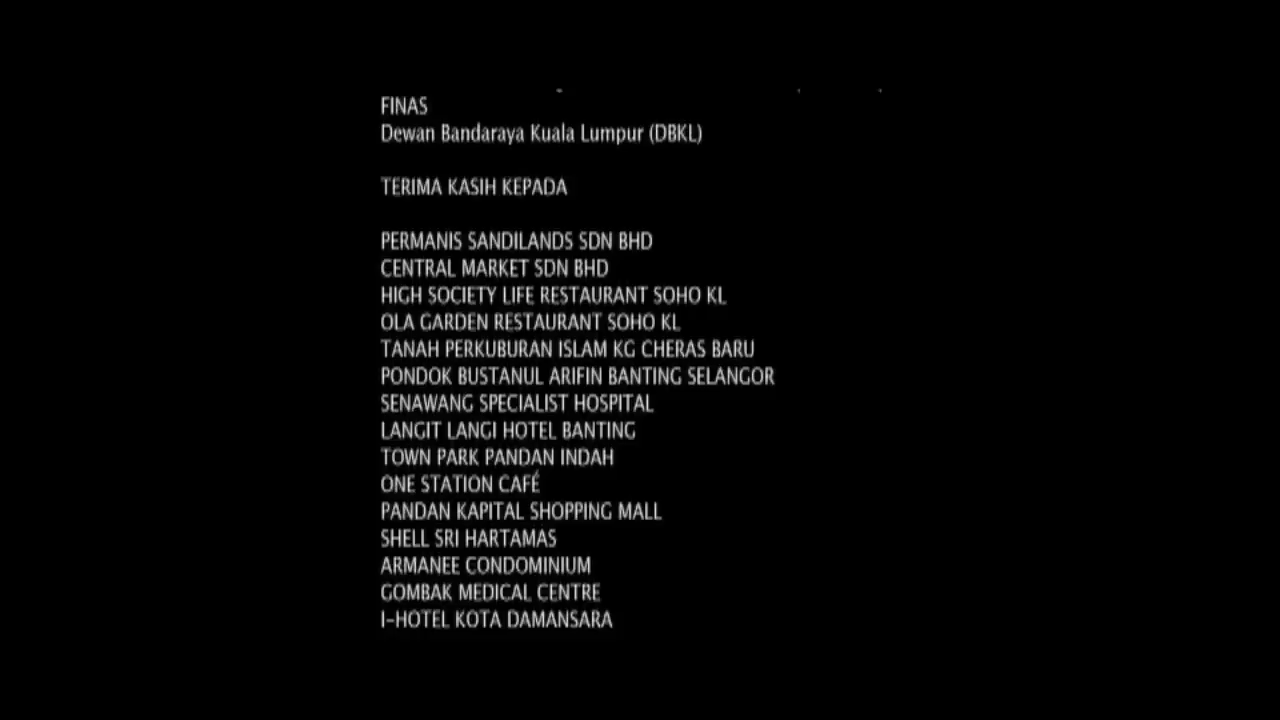 FINAS
Dewan Bandaraya Kuala Lumpur (DBKL)
TERIMA KASIH KEPADA
PERMANIS SANDILANDS SDN BHD
CENTRAL MARKET SDN BHD
HIGH SOCIETY LIFE RESTAURANT SOHO KL
OLA GARDEN RESTAURANT SOHO KL
TANAH PERKUBURAN ISLAM KG CHERAS BARU
PONDOK BUSTANUL ARIFIN BANTING SELANGOR
SENAWANG SPECIALIST HOSPITAL
LANGIT LANGI HOTEL BANTING
TOWN PARK PANDAN INDAH
ONE STATION CAFÉ
PANDAN KAPITAL SHOPPING MALL
SHELL SRI HARTAMAS
ARMANEE CONDOMINIUM
GOMBAK MEDICAL CENTRE
I-HOTEL KOTA DAMANSARA